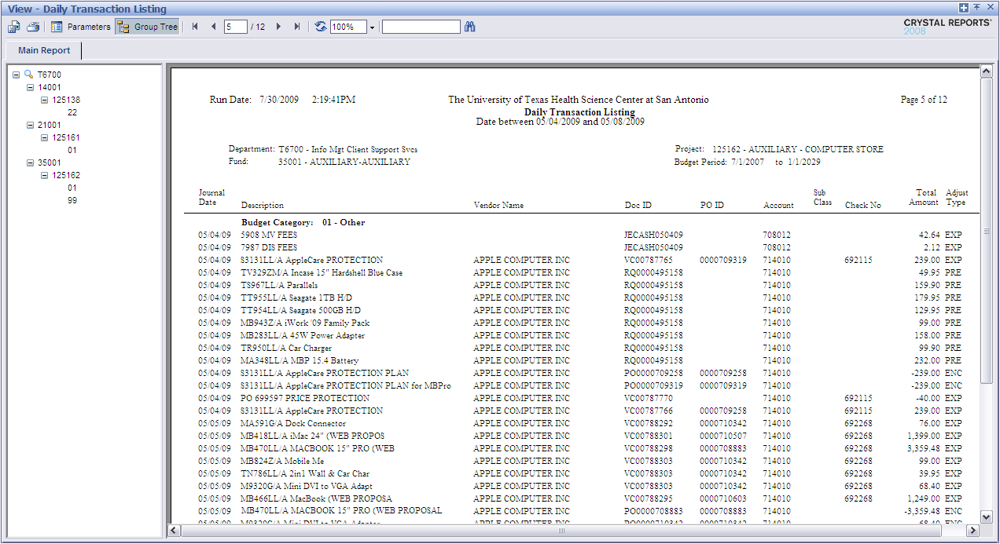 View - Daily Transaction Listing
Parameters Group Tree 5 / 12 100%
CRYSTAL REPORTS®
2008
Main Report
T6700
14001
125138
22
21001
125161
01
35001
125162
01
99
Run Date: 7/30/2009 2:19:41PM The University of Texas Health Science Center at San Antonio Page 5 of 12
Daily Transaction Listing
Date between 05/04/2009 and 05/08/2009
Department: T6700 - Info Mgt Client Support Svcs Project: 125162 - AUXILIARY - COMPUTER STORE
Fund: 35001 - AUXILIARY-AUXILIARY Budget Period: 7/1/2007 to 1/1/2029
Journal Date Description Vendor Name Doc ID PO ID Account Sub Class Check No Total Amount Adjust Type
Budget Category: 01 - Other
05/04/09 5908 MV FEES JECASH050409 708012 42.64 EXP
05/04/09 7987 DIS FEES JECASH050409 708012 2.12 EXP
05/04/09 S3131LL/A AppleCare PROTECTION APPLE COMPUTER INC VC00787765 0000709319 714010 692115 239.00 EXP
05/04/09 TV329ZM/A Incase 15" Hardshell Blue Case APPLE COMPUTER INC RQ0000495158 714010 49.95 PRE
05/04/09 TS967LL/A Parallels APPLE COMPUTER INC RQ0000495158 714010 159.90 PRE
05/04/09 TT955LL/A Seagate 1TB H/D APPLE COMPUTER INC RQ0000495158 714010 179.95 PRE
05/04/09 TT954LL/A Seagate 500GB H/D APPLE COMPUTER INC RQ0000495158 714010 129.95 PRE
05/04/09 MB943Z/A iWork '09 Family Pack APPLE COMPUTER INC RQ0000495158 714010 99.00 PRE
05/04/09 MB283LL/A 45W Power Adapter APPLE COMPUTER INC RQ0000495158 714010 158.00 PRE
05/04/09 TR950LL/A Car Charger APPLE COMPUTER INC RQ0000495158 714010 99.90 PRE
05/04/09 MA348LL/A MBP 15.4 Battery APPLE COMPUTER INC RQ0000495158 714010 232.00 PRE
05/04/09 S3131LL/A AppleCare PROTECTION PLAN APPLE COMPUTER INC PO0000709258 0000709258 714010 -239.00 ENC
05/04/09 S3131LL/A AppleCare PROTECTION PLAN for MBPro APPLE COMPUTER INC PO0000709319 0000709319 714010 -239.00 ENC
05/04/09 PO 699597 PRICE PROTECTION APPLE COMPUTER INC VC00787770 714010 692115 -40.00 EXP
05/04/09 S3131LL/A AppleCare PROTECTION APPLE COMPUTER INC VC00787766 0000709258 714010 692115 239.00 EXP
05/05/09 MA591G/A Dock Connector APPLE COMPUTER INC VC00788292 0000710342 714010 692268 76.00 EXP
05/05/09 MB418LL/A iMac 24" (WEB PROPOS APPLE COMPUTER INC VC00788301 0000710507 714010 692268 1,399.00 EXP
05/05/09 MB470LL/A MACBOOK 15" PRO (WEB APPLE COMPUTER INC VC00788298 0000708883 714010 692268 3,359.48 EXP
05/05/09 MB824Z/A Mobile Me APPLE COMPUTER INC VC00788303 0000710342 714010 692268 99.00 EXP
05/05/09 TN786LL/A 2in1 Wall & Car Char APPLE COMPUTER INC VC00788303 0000710342 714010 692268 39.95 EXP
05/05/09 M9320G/A Mini DVI to VGA Adapt APPLE COMPUTER INC VC00788303 0000710342 714010 692268 68.40 EXP
05/05/09 MB466LL/A MacBook (WEB PROPOSA APPLE COMPUTER INC VC00788295 0000710603 714010 692268 1,249.00 EXP
05/05/09 MB470LL/A MACBOOK 15" PRO (WEB PROPOSAL APPLE COMPUTER INC PO0000708883 0000708883 714010 -3,359.48 ENC
05/05/09 M9320G/A Mini DVI to VGA Adapter APPLE COMPUTER INC PO0000710342 0000710342 714010 68.40 ENC